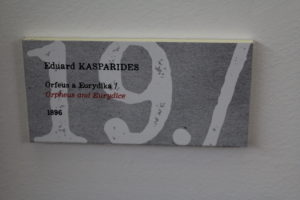 19./
Eduard KASPARIDES
Orfeus a Eurydika /
Orpheus and Eurydice
1896